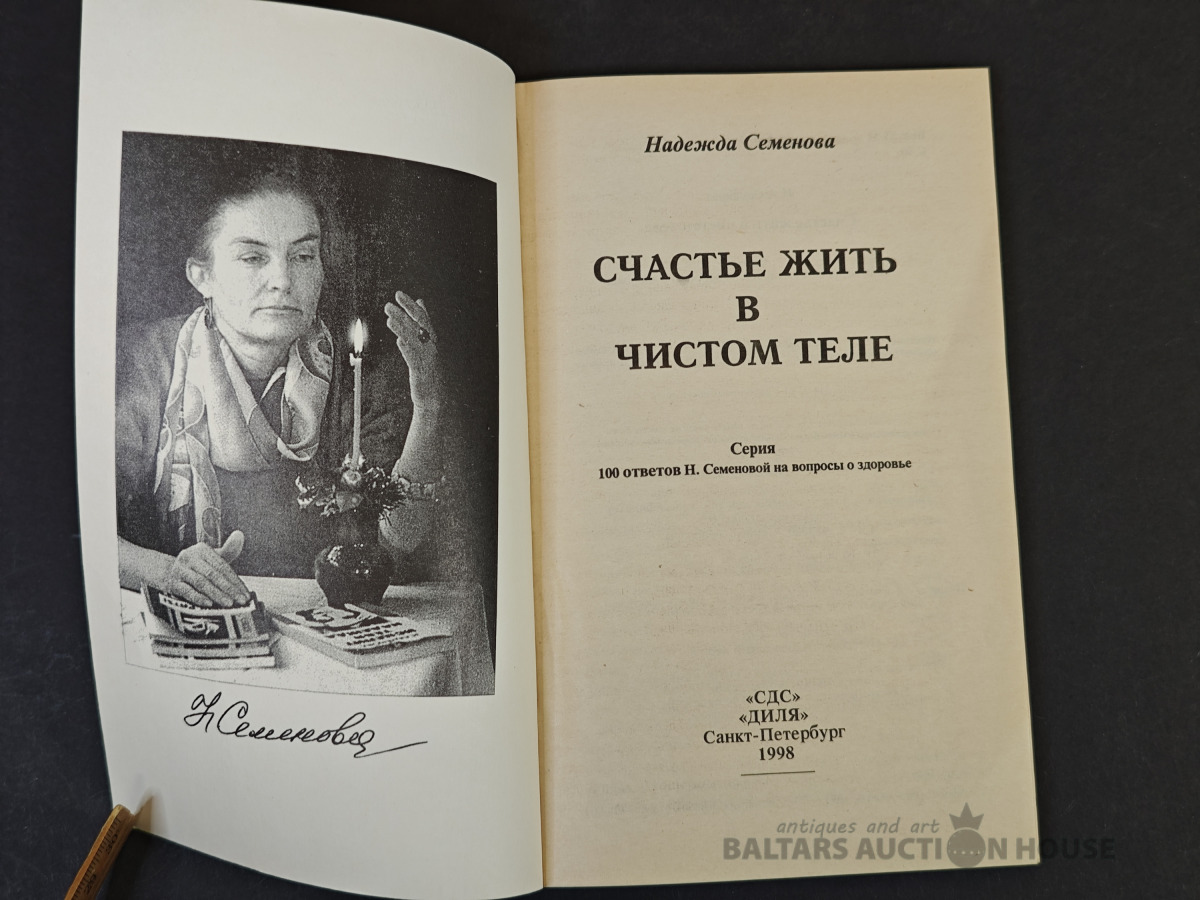 Н Семенова
Надежда Семенова
СЧАСТЬЕ ЖИТЬ
В
ЧИСТОМ ТЕЛЕ
Серия
100 ответов Н. Семеновой на вопросы о здоровье
«СДС»
«ДИЛЯ»
Санкт-Петербург
1998
antiques and art
BALTARS AUCTION HOUSE